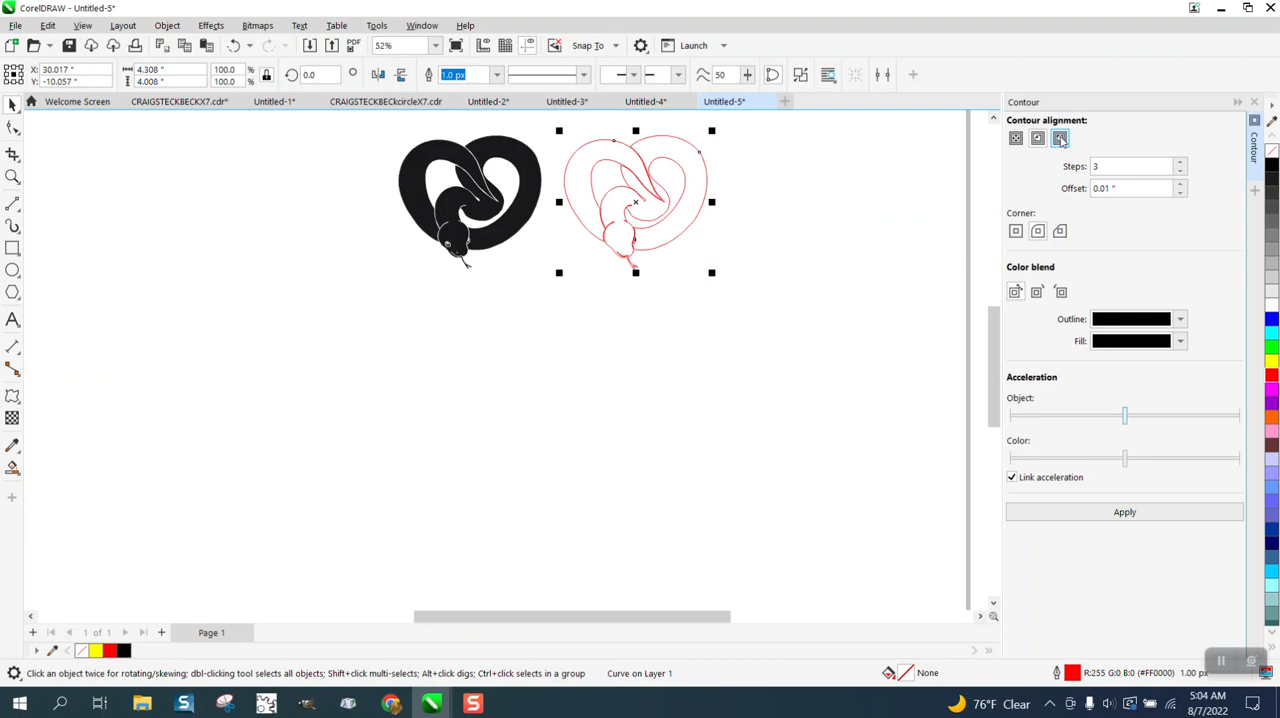 CorelDRAW - Untitled-5*
File Edit View Layout Object Effects Bitmaps Text Table Tools Window Help
PDF 52% Snap To Launch
X: 30.017 " 4.308 " 100.0 % 0.0 1.0 px 50
Y: -10.057 " 4.008 " 100.0 %
Welcome Screen CRAIGSTECKBECKX7.cdr* Untitled-1* CRAIGSTECKBECkcircleX7.cdr Untitled-2* Untitled-3* Untitled-4* Untitled-5*
Contour
Contour alignment:
Contour
Steps: 3
Offset: 0.01 "
Corner:
Color blend
Outline:
Fill:
Acceleration
Object:
Color:
Link acceleration
Apply
1 of 1 Page 1
Click an object twice for rotating/skewing; dbl-clicking tool selects all objects; Shift+click multi-selects; Alt+click digs; Ctrl+click selects in a group Curve on Layer 1 None R:255 G:0 B:0 (#FF0000) 1.00 px
S S 76°F Clear 5:04 AM
8/7/2022